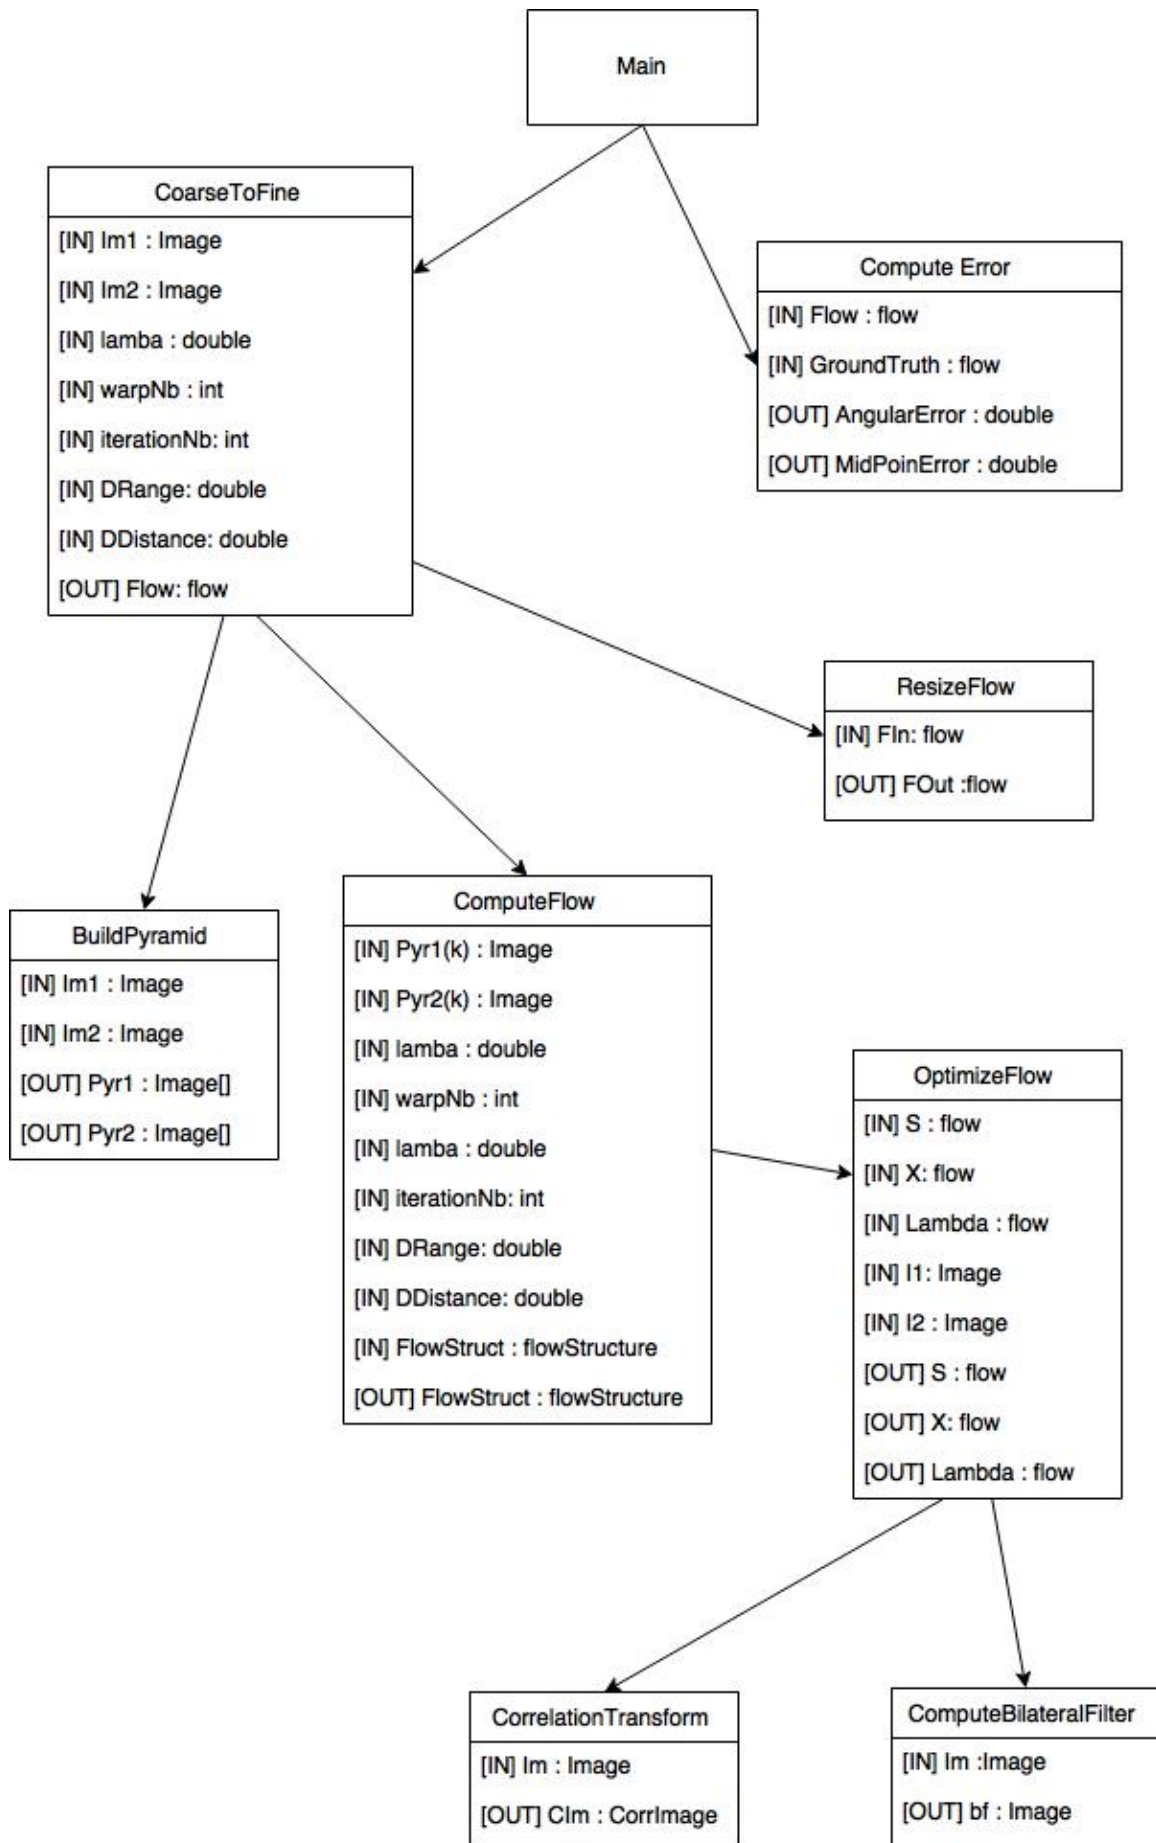 Main
CoarseToFine
[IN] Im1 : Image
[IN] Im2 : Image
[IN] lamba : double
[IN] warpNb : int
[IN] iterationNb: int
[IN] DRange: double
[IN] DDistance: double
[OUT] Flow: flow
Compute Error
[IN] Flow : flow
[IN] GroundTruth : flow
[OUT] AngularError : double
[OUT] MidPoinError : double
ResizeFlow
[IN] FIn: flow
[OUT] FOut :flow
BuildPyramid
[IN] Im1 : Image
[IN] Im2 : Image
[OUT] Pyr1 : Image[]
[OUT] Pyr2 : Image[]
ComputeFlow
[IN] Pyr1(k) : Image
[IN] Pyr2(k) : Image
[IN] lamba : double
[IN] warpNb : int
[IN] lamba : double
[IN] iterationNb: int
[IN] DRange: double
[IN] DDistance: double
[IN] FlowStruct : flowStructure
[OUT] FlowStruct : flowStructure
OptimizeFlow
[IN] S : flow
[IN] X: flow
[IN] Lambda : flow
[IN] I1: Image
[IN] I2 : Image
[OUT] S : flow
[OUT] X: flow
[OUT] Lambda : flow
CorrelationTransform
[IN] Im : Image
[OUT] CIm : CorrImage
ComputeBilateralFilter
[IN] Im :Image
[OUT] bf : Image